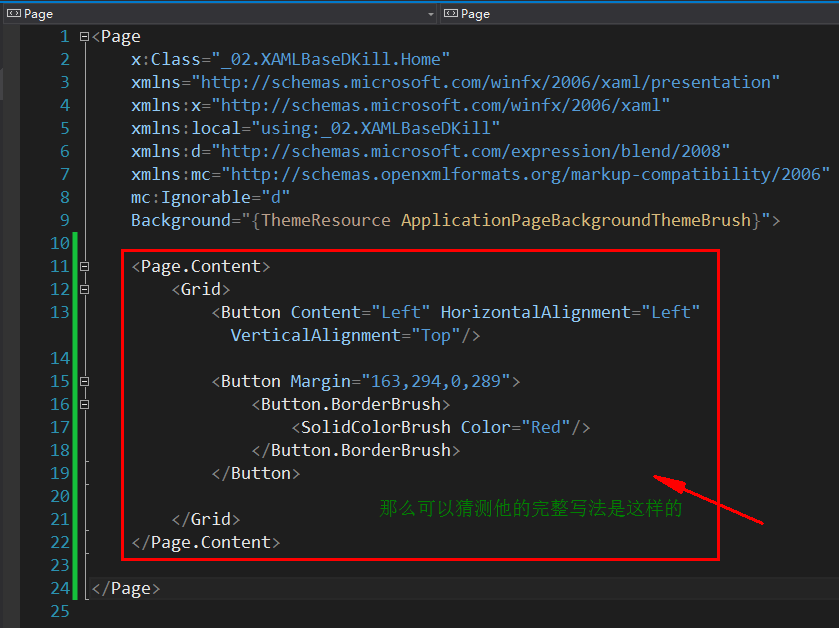 Page Page
1 <Page
2 x:Class="_02.XAMLBaseDKill.Home"
3 xmlns="http://schemas.microsoft.com/winfx/2006/xaml/presentation"
4 xmlns:x="http://schemas.microsoft.com/winfx/2006/xaml"
5 xmlns:local="using:_02.XAMLBaseDKill"
6 xmlns:d="http://schemas.microsoft.com/expression/blend/2008"
7 xmlns:mc="http://schemas.openxmlformats.org/markup-compatibility/2006"
8 mc:Ignorable="d"
9 Background="{ThemeResource ApplicationPageBackgroundThemeBrush}">
10
11 <Page.Content>
12 <Grid>
13 <Button Content="Left" HorizontalAlignment="Left"
VerticalAlignment="Top"/>
14
15 <Button Margin="163,294,0,289">
16 <Button.BorderBrush>
17 <SolidColorBrush Color="Red"/>
18 </Button.BorderBrush>
19 </Button>
20
那么可以猜测他的完整写法是这样的
21 </Grid>
22 </Page.Content>
23
24 </Page>
25